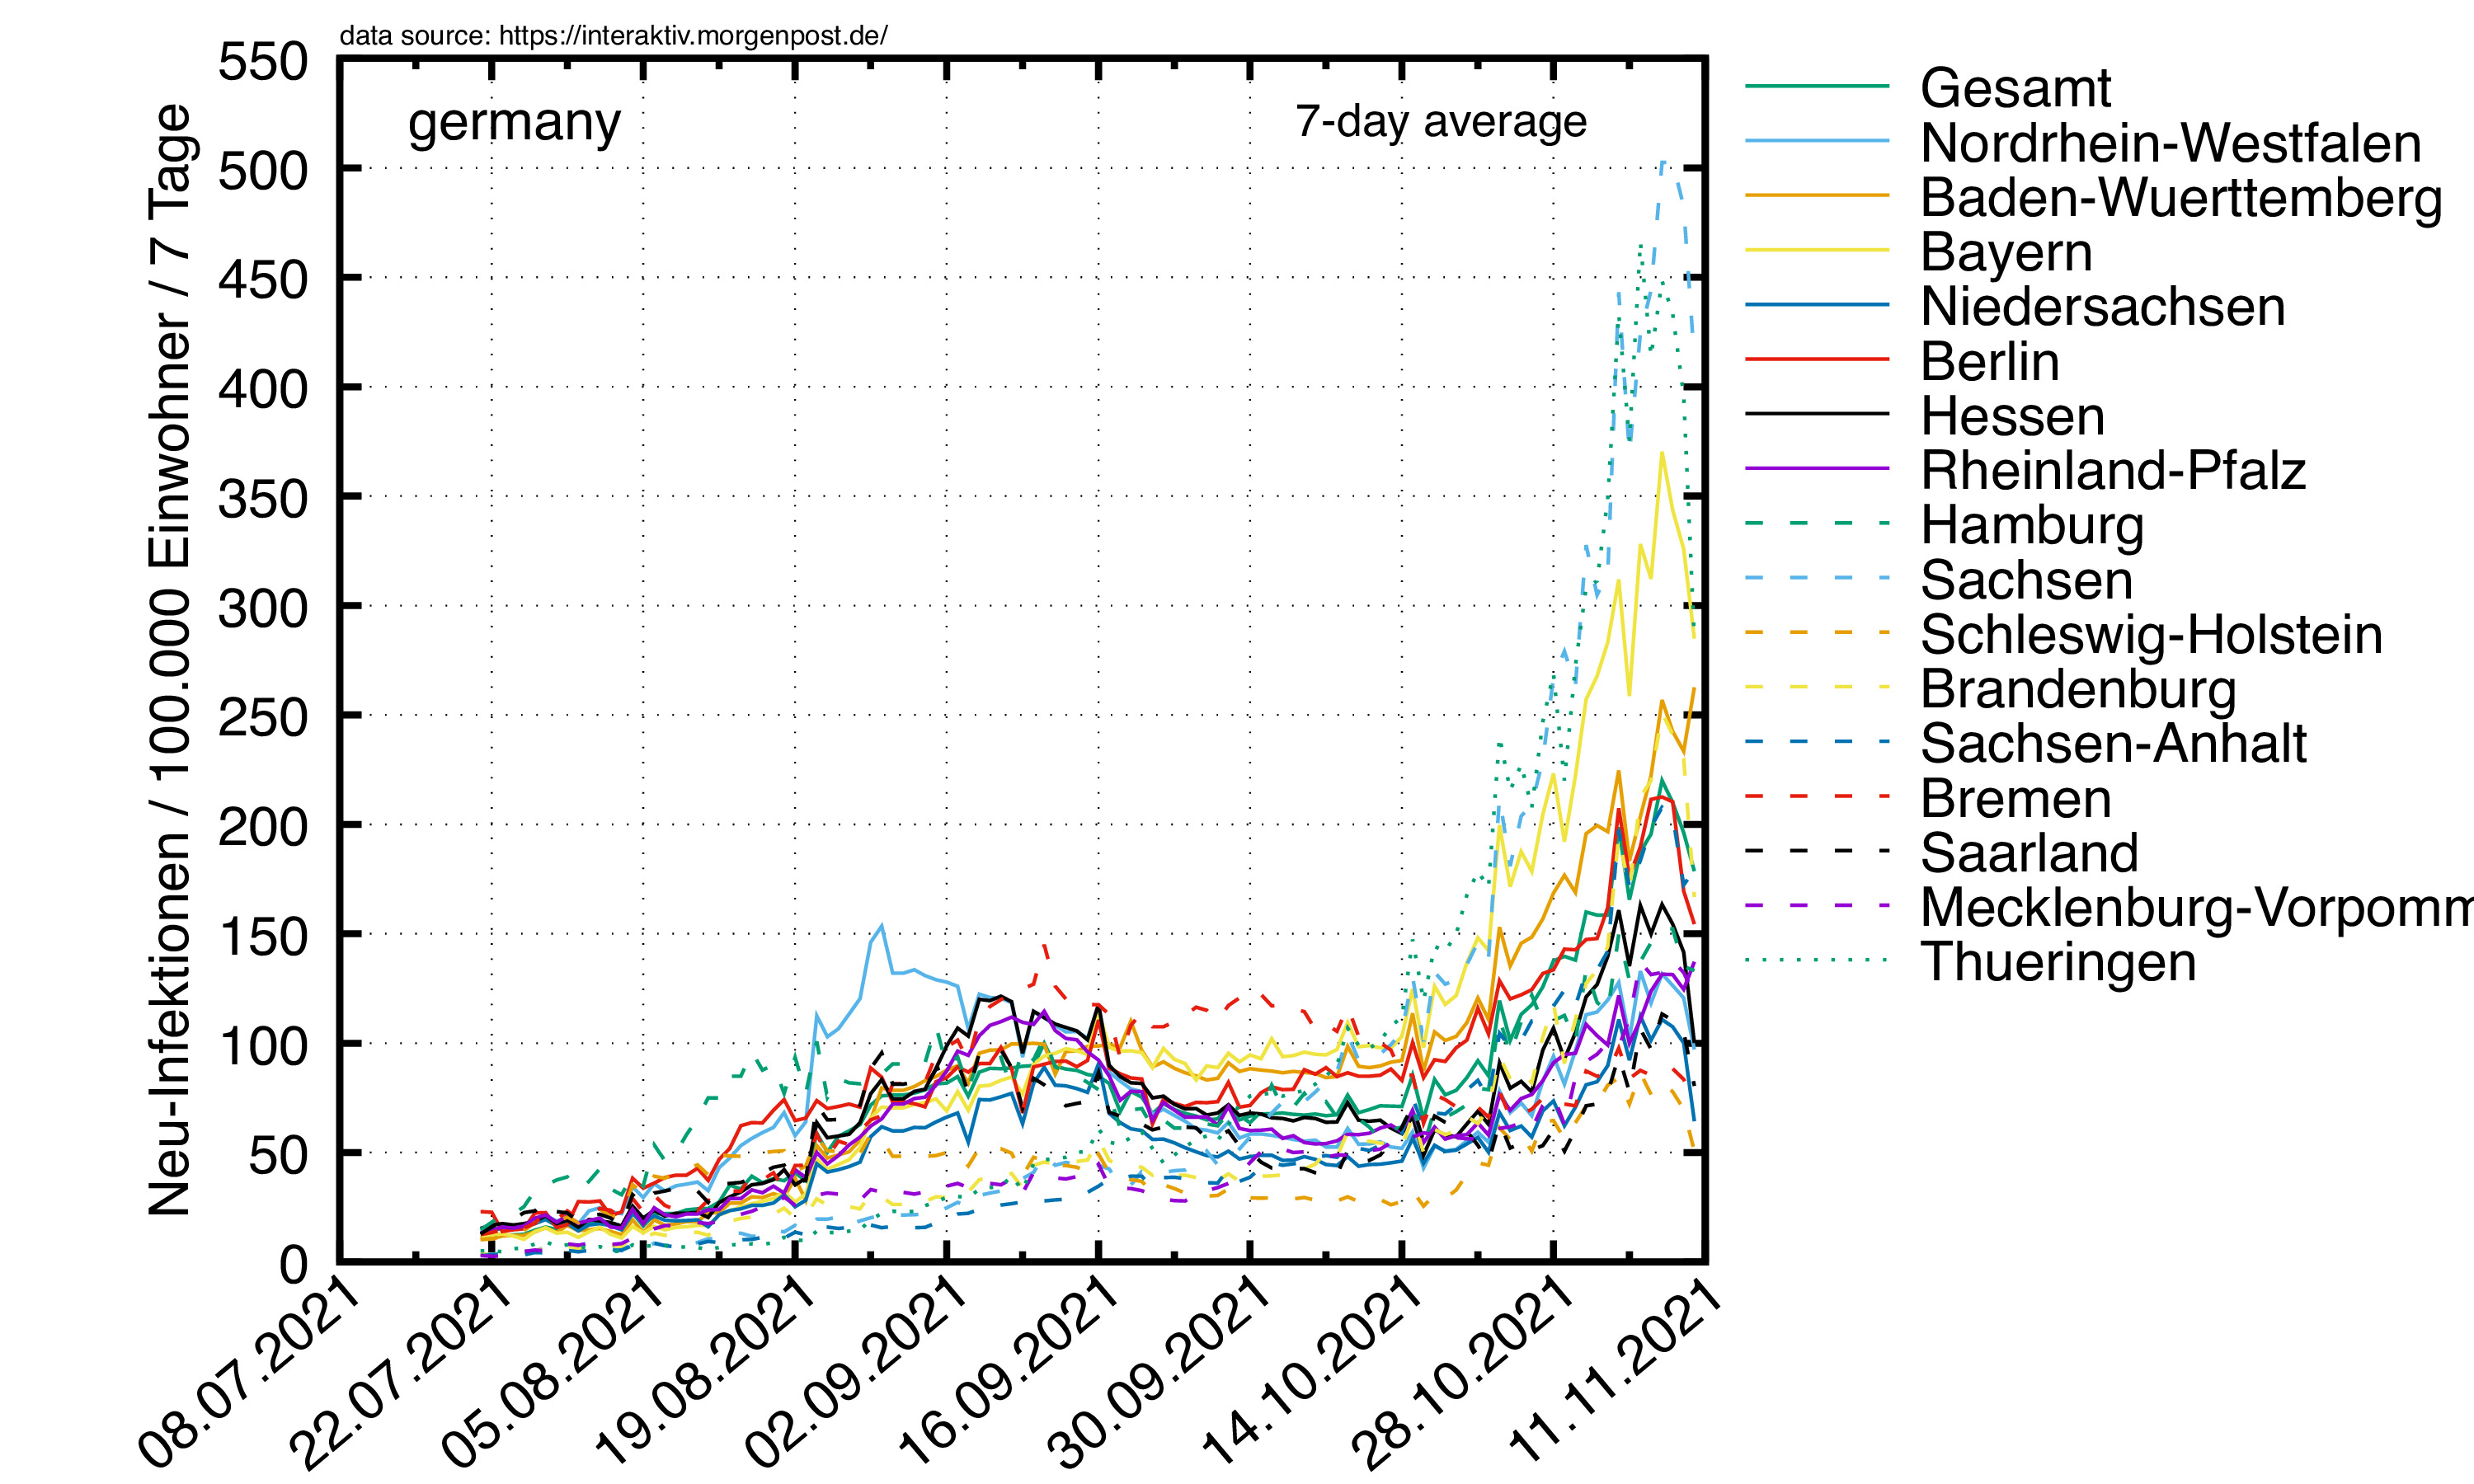 data source: https://interaktiv.morgenpost.de/
germany
7-day average
Neu-Infektionen / 100.000 Einwohner / 7 Tage
550
500
450
400
350
300
250
200
150
100
50
0
08.07.2021
22.07.2021
05.08.2021
19.08.2021
02.09.2021
16.09.2021
30.09.2021
14.10.2021
28.10.2021
11.11.2021
Gesamt
Nordrhein-Westfalen
Baden-Wuerttemberg
Bayern
Niedersachsen
Berlin
Hessen
Rheinland-Pfalz
Hamburg
Sachsen
Schleswig-Holstein
Brandenburg
Sachsen-Anhalt
Bremen
Saarland
Mecklenburg-Vorpomm
Thueringen